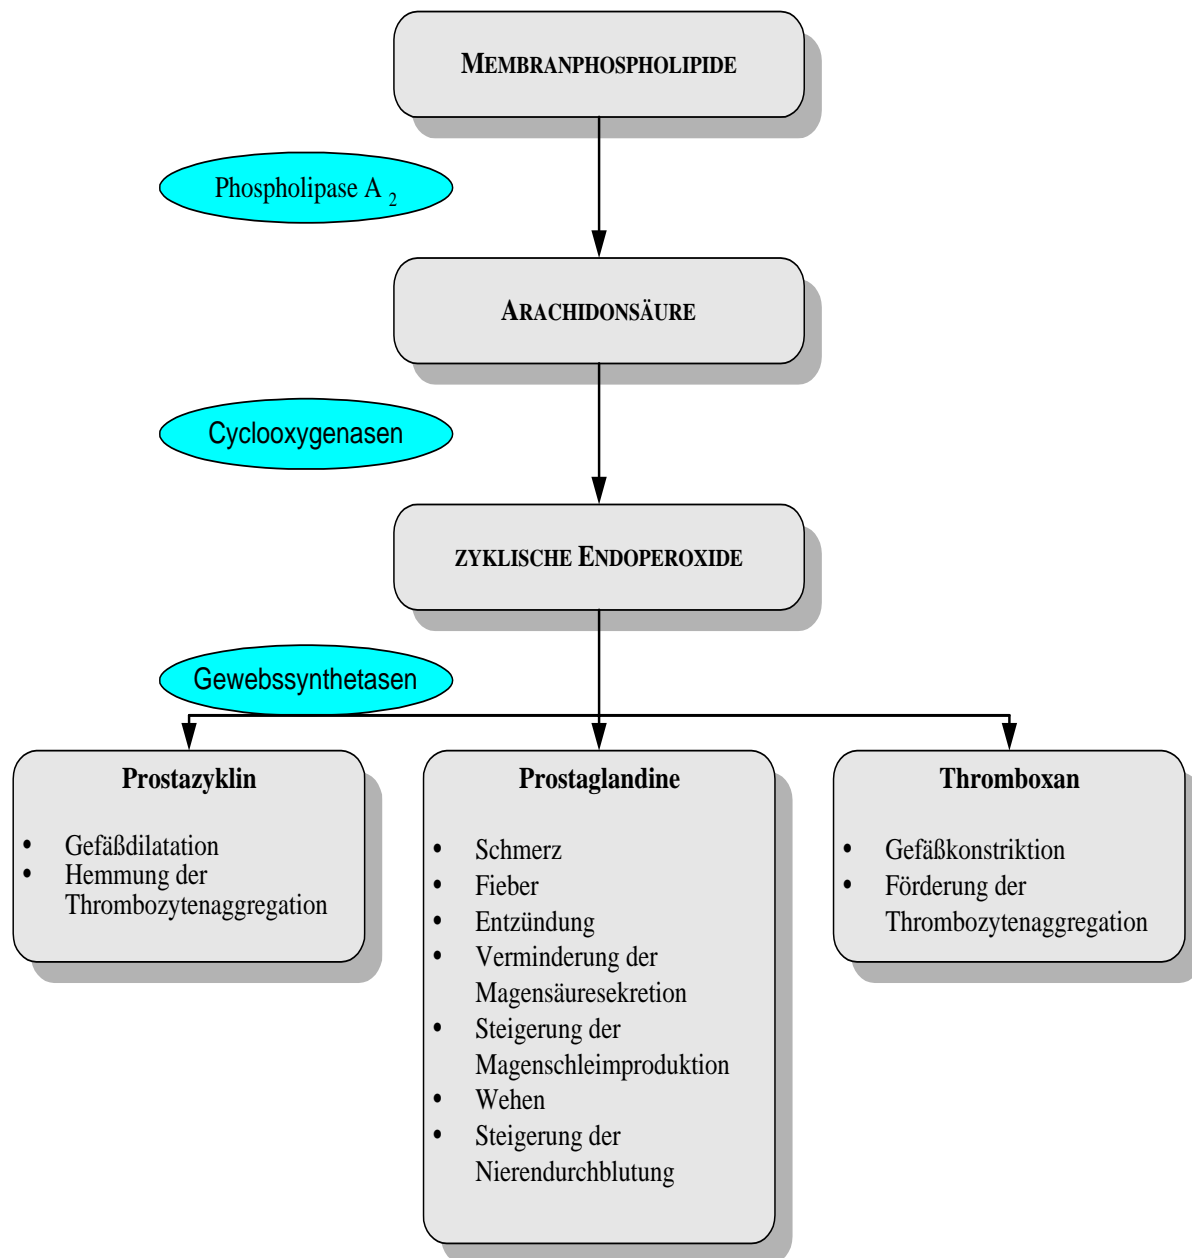 MEMBRANPHOSPHOLIPIDE
Phospholipase A 2
ARACHIDONSÄURE
Cyclooxygenasen
ZYKLISCHE ENDOPEROXIDE
Gewebssynthetasen
Prostazyklin
• Gefäßdilatation
• Hemmung der
Thrombozytenaggregation
Prostaglandine
• Schmerz
• Fieber
• Entzündung
• Verminderung der
Magensäuresekretion
• Steigerung der
Magenschleimproduktion
• Wehen
• Steigerung der
Nierendurchblutung
Thromboxan
• Gefäßkonstriktion
• Förderung der
Thrombozytenaggregation